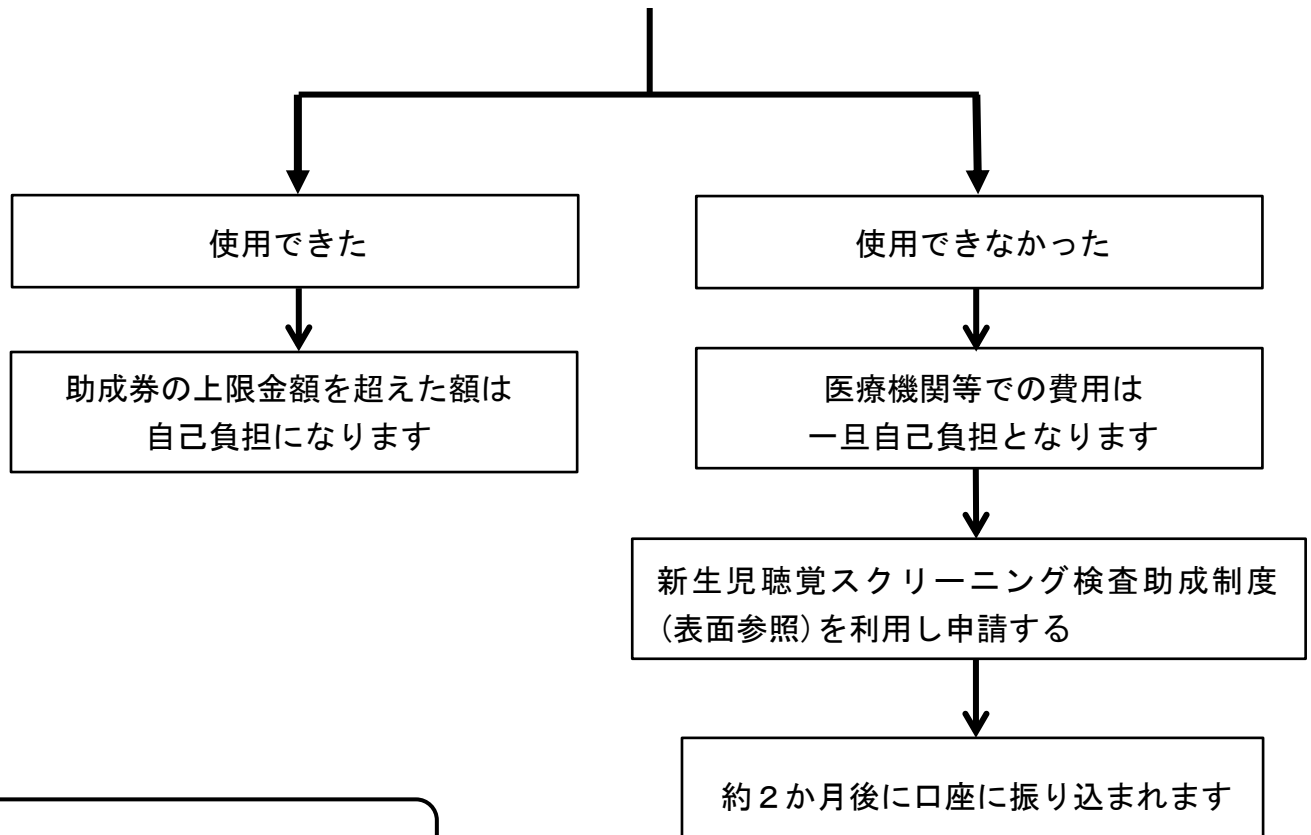 使用できた
使用できなかった
助成券の上限金額を超えた額は
自己負担になります
医療機関等での費用は
一旦自己負担となります
新生児聴覚スクリーニング検査助成制度
(表面参照)を利用し申請する
約２か月後に口座に振り込まれます